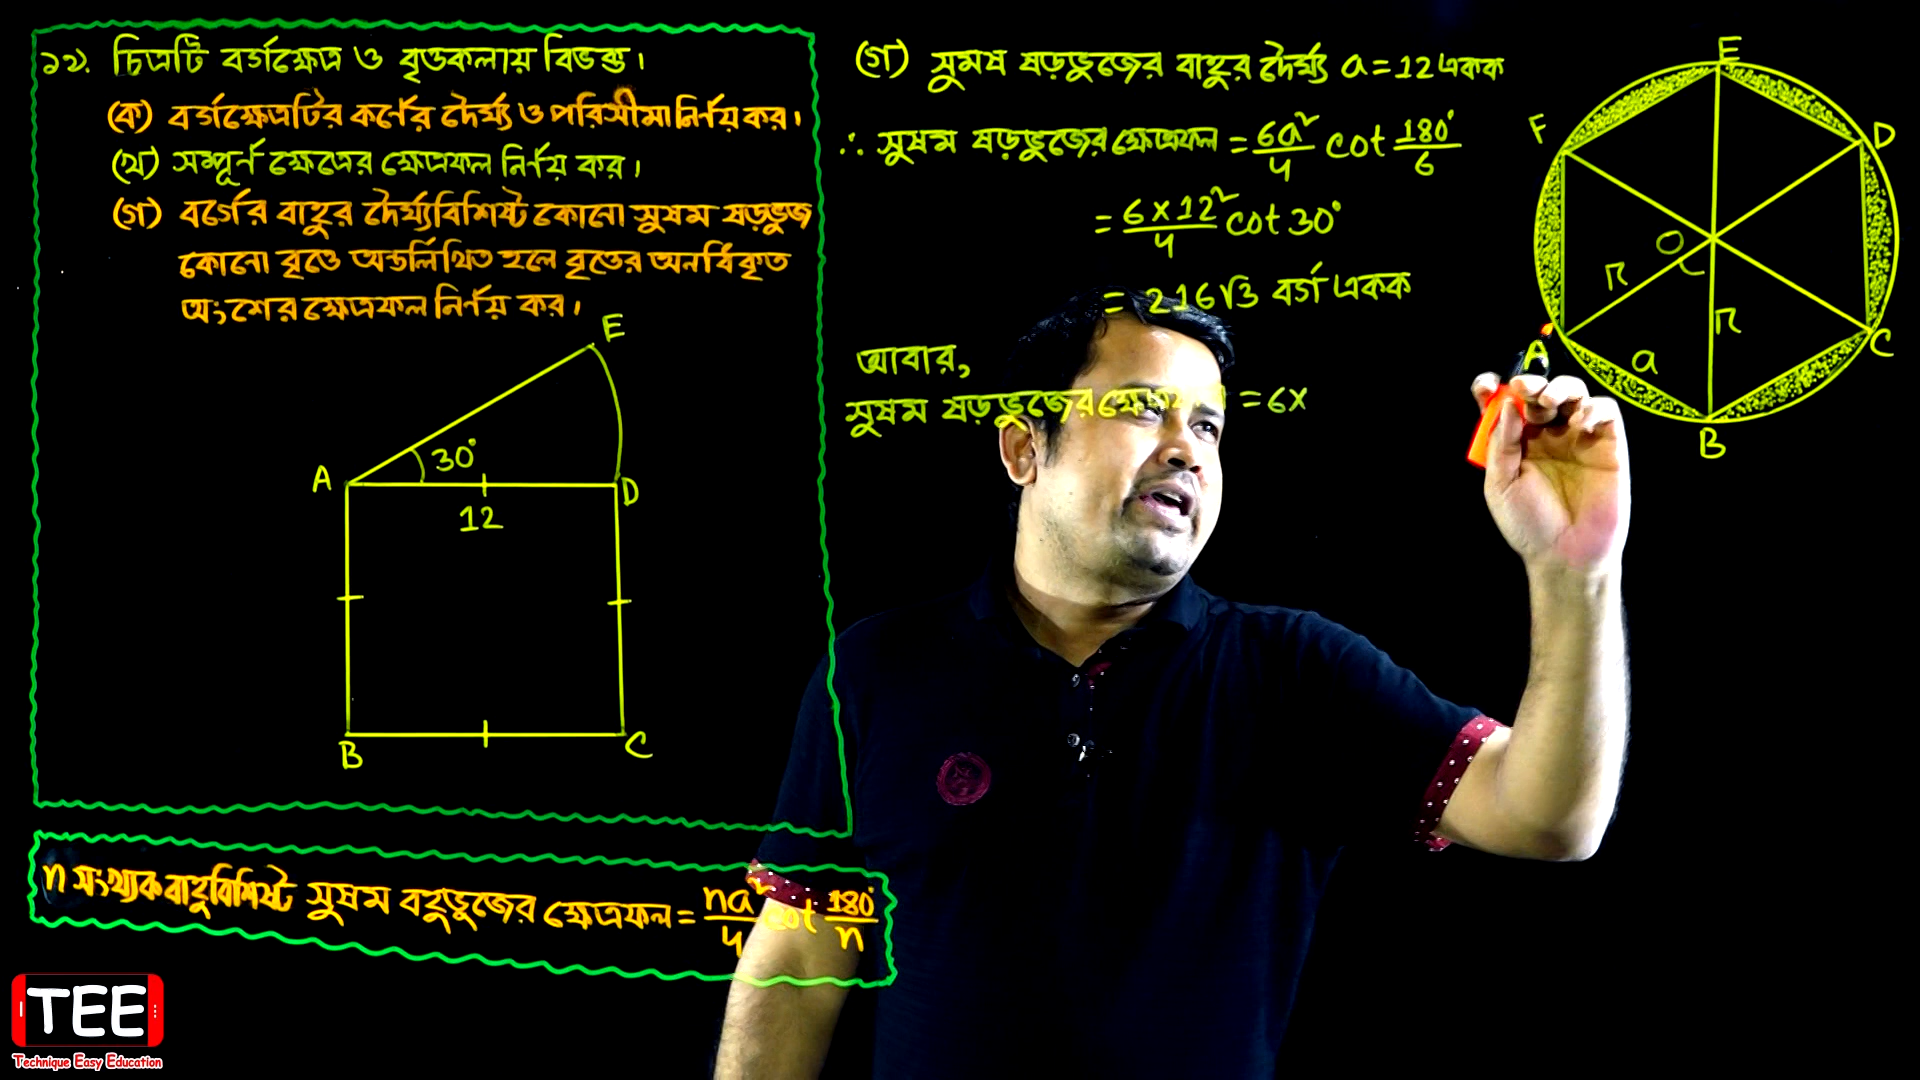 ১২. চিত্রটি বর্গক্ষেত্র ও বৃত্তকলায় বিভক্ত।
(ক) বর্গক্ষেত্রটির কর্ণের দৈর্ঘ্য ও পরিসীমা নির্ণয় কর।
(খ) সম্পূর্ণ ক্ষেত্রের ক্ষেত্রফল নির্ণয় কর।
(গ) বর্গের বাহুর দৈর্ঘ্যবিশিষ্ট কোনো সুষম ষড়ভুজ
কোনো বৃত্তে অন্তর্লিখিত হলে বৃত্তের অনধিকৃত
অংশের ক্ষেত্রফল নির্ণয় কর।
E
A
30°
D
12
B
C
n সংখ্যক বাহুবিশিষ্ট সুষম বহুভুজের ক্ষেত্রফল = na²/4 cot 180°/n
(গ) সুমষ ষড়ভুজের বাহুর দৈর্ঘ্য a = 12 একক
∴ সুষম ষড়ভুজের ক্ষেত্রফল = 6a²/4 cot 180°/6
= 6 × 12²/4 cot 30°
= 216√3 বর্গ একক
আবার,
সুষম ষড়ভুজের = 6×
E
F
D
O
r
r
A
a
C
B
TEE
Technique Easy Education